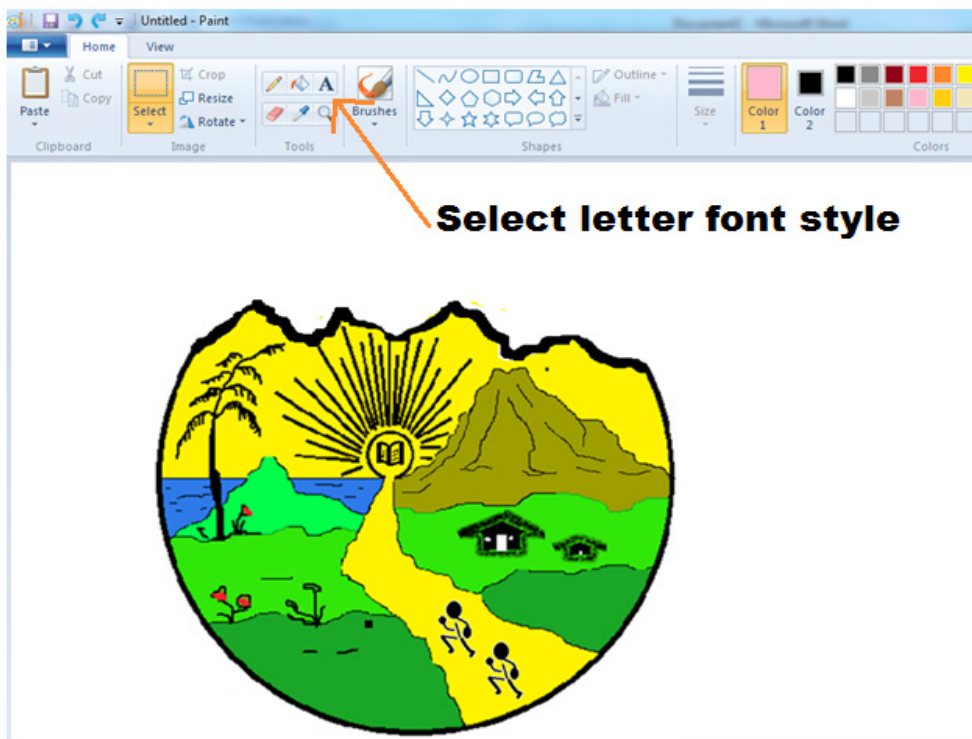 Untitled - Paint
Home View
Cut
Copy
Paste
Clipboard
Select
Crop
Resize
Rotate
Image
A
Tools
Brushes
Outline
Fill
Shapes
Size
Color
1
Color
2
Colors
Select letter font style